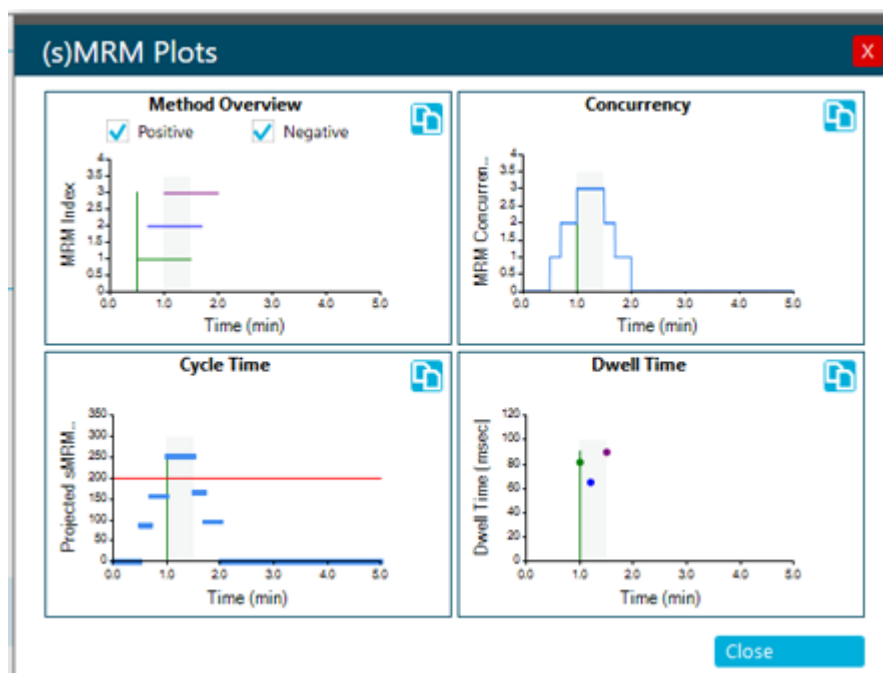 (s)MRM Plots
X
Method Overview
Positive Negative
MRM Index
4
3.5
3
2.5
2
1.5
1
0.5
0
0.0 1.0 2.0 3.0 4.0 5.0
Time (min)
Concurrency
MRM Concurren...
4
3.5
3
2.5
2
1.5
1
0.5
0
0.0 1.0 2.0 3.0 4.0 5.0
Time (min)
Cycle Time
Projected sMRM...
350
300
250
200
150
100
50
0
0.0 1.0 2.0 3.0 4.0 5.0
Time (min)
Dwell Time
Dwell Time (msec)
120
100
80
60
40
20
0
0.0 1.0 2.0 3.0 4.0 5.0
Time (min)
Close